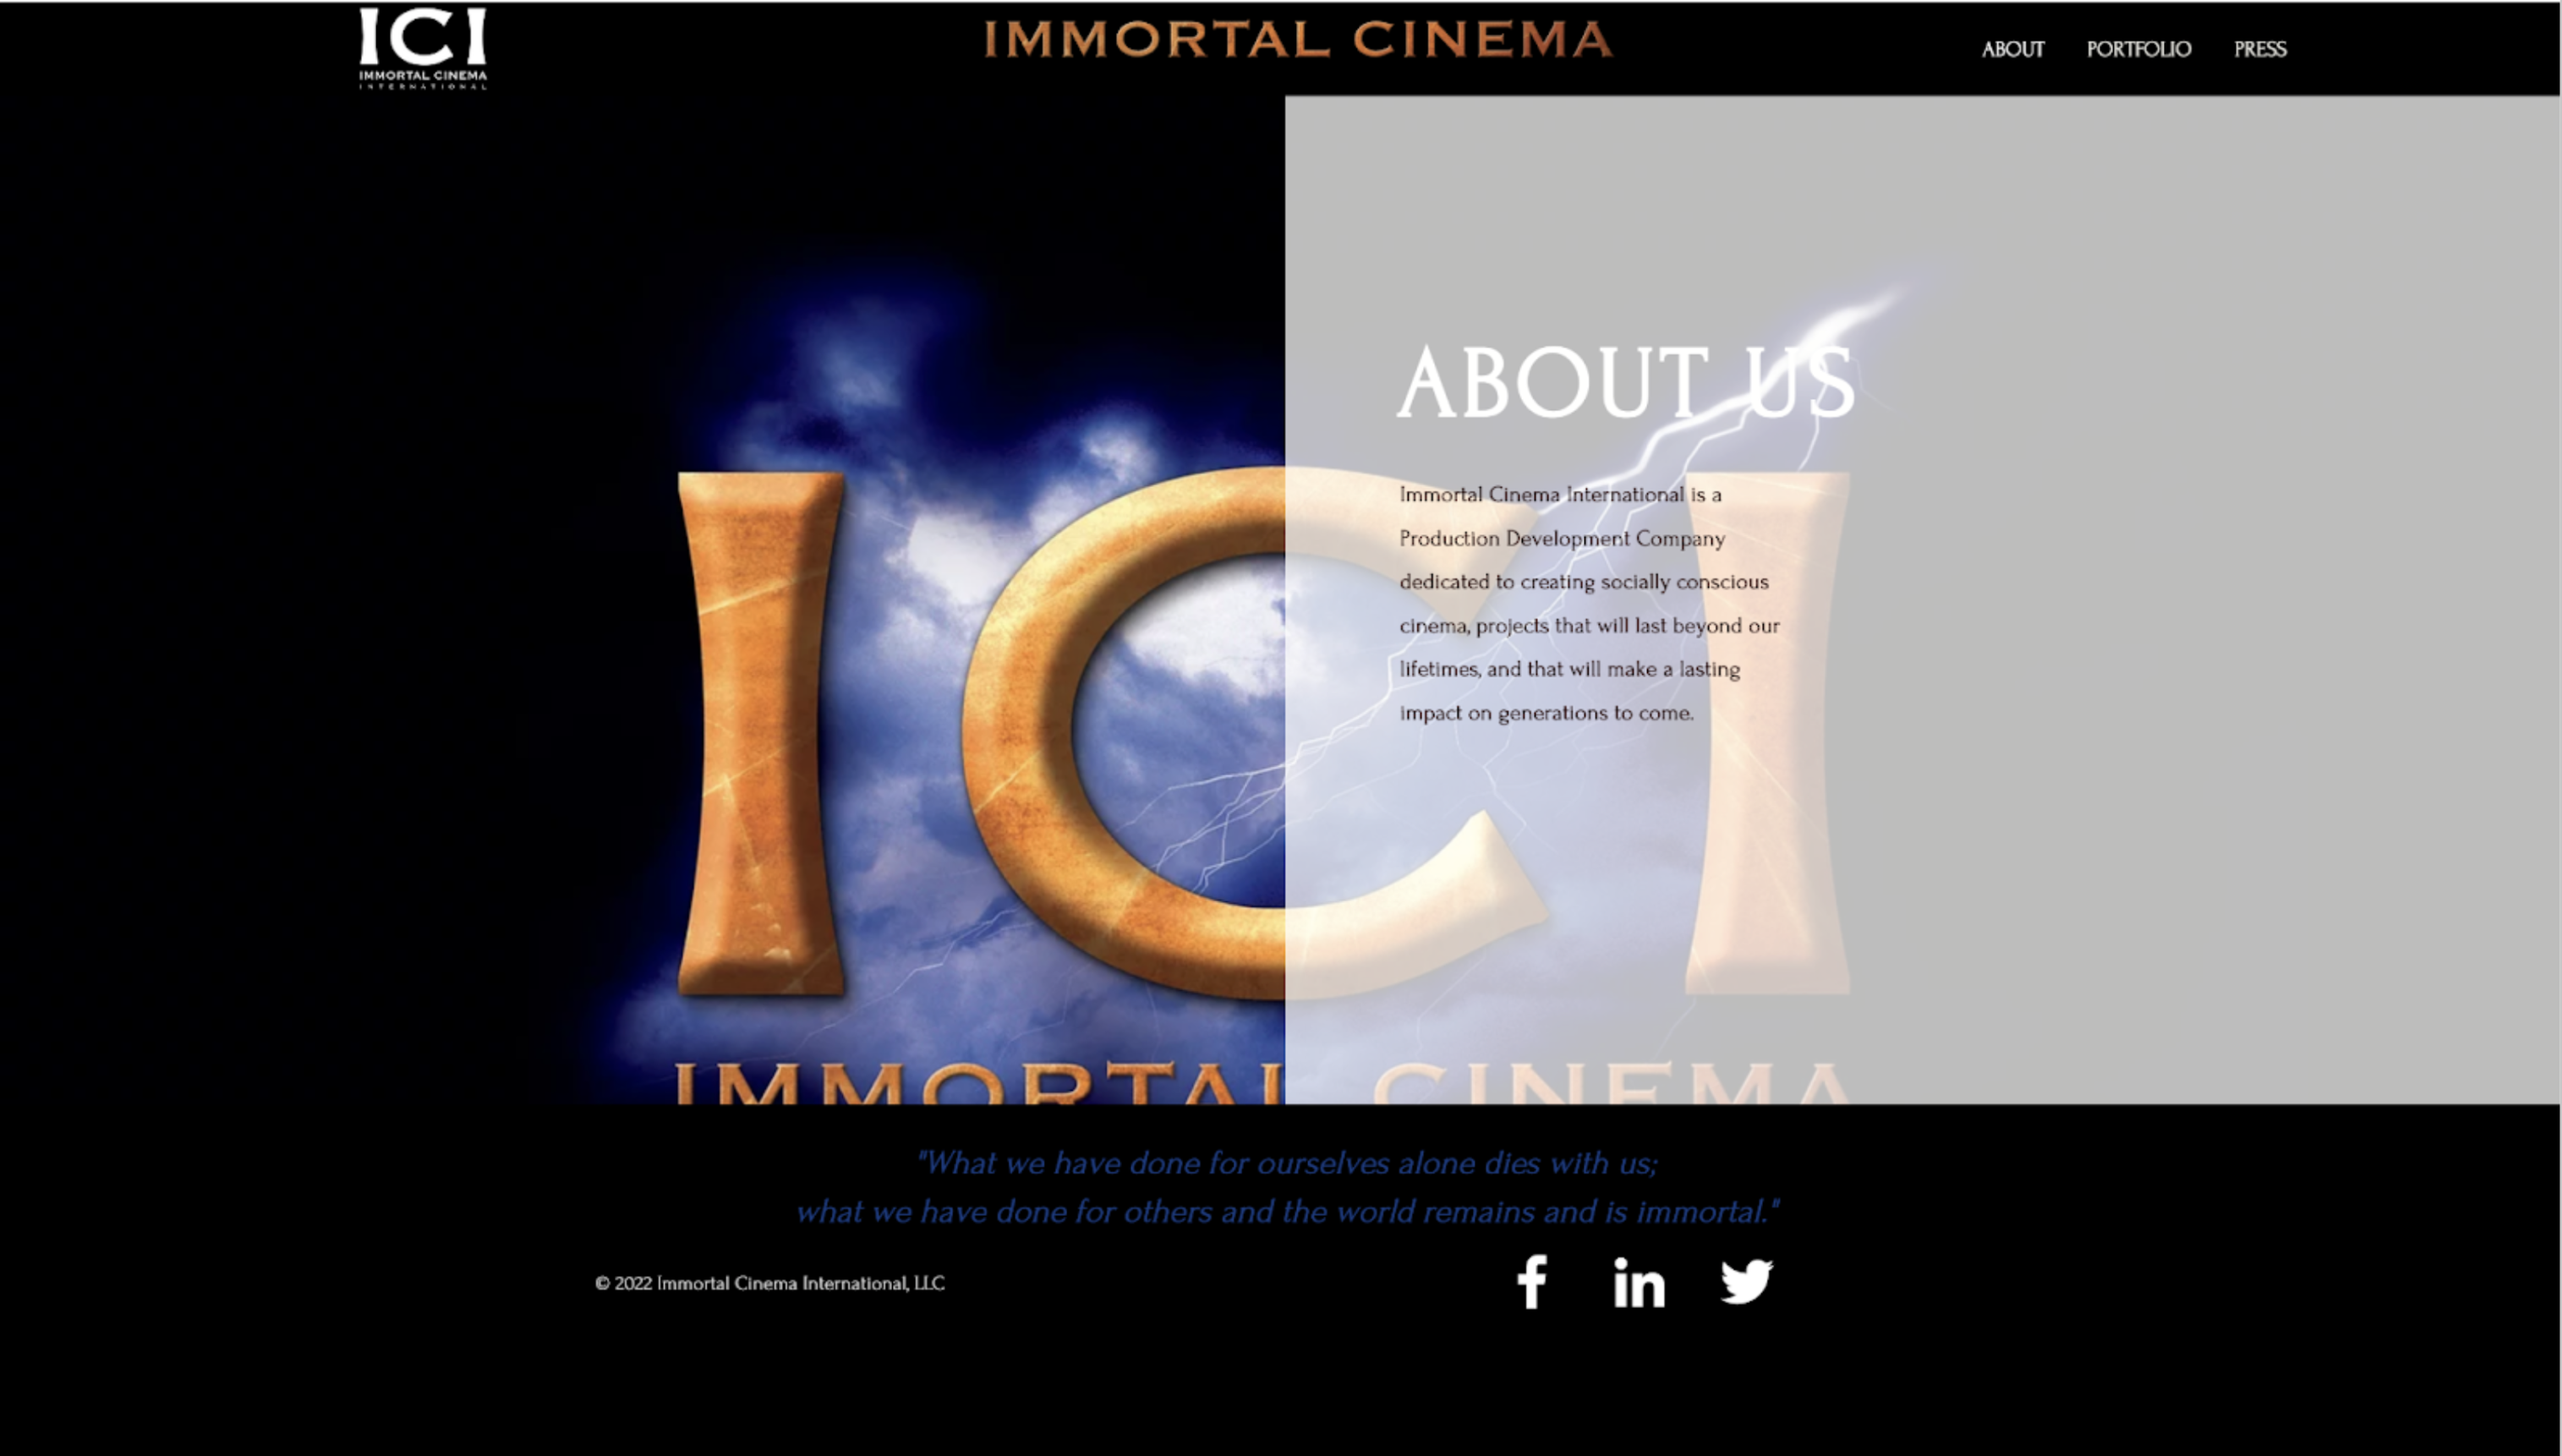 ICI
IMMORTAL CINEMA
INTERNATIONAL
IMMORTAL CINEMA
ABOUT PORTFOLIO PRESS
ABOUT US
Immortal Cinema International is a
Production Development Company
dedicated to creating socially conscious
cinema, projects that will last beyond our
lifetimes, and that will make a lasting
impact on generations to come.
ICI
IMMORTAL CINEMA
"What we have done for ourselves alone dies with us;
what we have done for others and the world remains and is immortal."
© 2022 Immortal Cinema International, LLC
f in